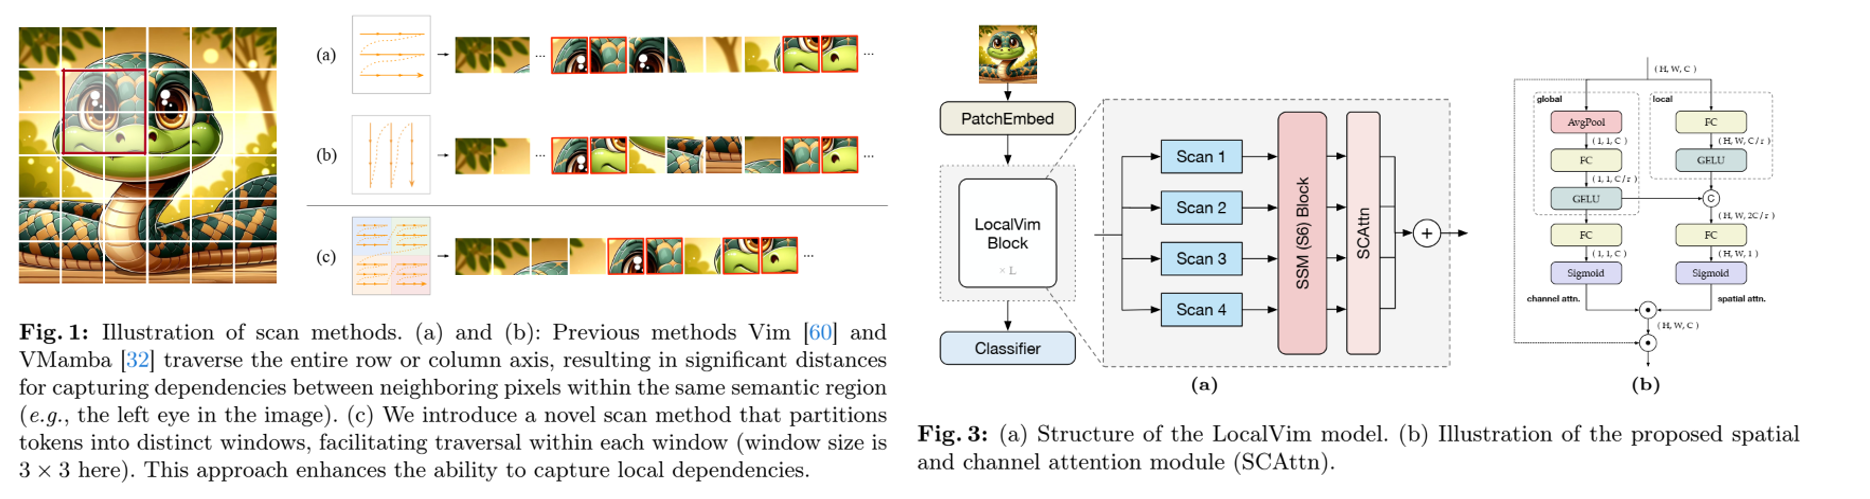 (a)
...
...
(b)
...
...
(c)
...
...
Fig. 1: Illustration of scan methods. (a) and (b): Previous methods Vim [60] and
VMamba [32] traverse the entire row or column axis, resulting in significant distances
for capturing dependencies between neighboring pixels within the same semantic region
(e.g., the left eye in the image). (c) We introduce a novel scan method that partitions
tokens into distinct windows, facilitating traversal within each window (window size is
3 × 3 here). This approach enhances the ability to capture local dependencies.
PatchEmbed
LocalVim
Block
× L
Classifier
Scan 1
Scan 2
Scan 3
Scan 4
SSM (S6) Block
SCAttn
+
(a)
(H, W, C)
global
local
AvgPool
FC
(1, 1, C)
(H, W, C/r)
FC
GELU
(1, 1, C/r)
GELU
C
(H, W, 2C/r)
FC
FC
(1, 1, C)
(H, W, 1)
Sigmoid
Sigmoid
channel attn.
spatial attn.
(H, W, C)
(b)
Fig. 3: (a) Structure of the LocalVim model. (b) Illustration of the proposed spatial
and channel attention module (SCAttn).